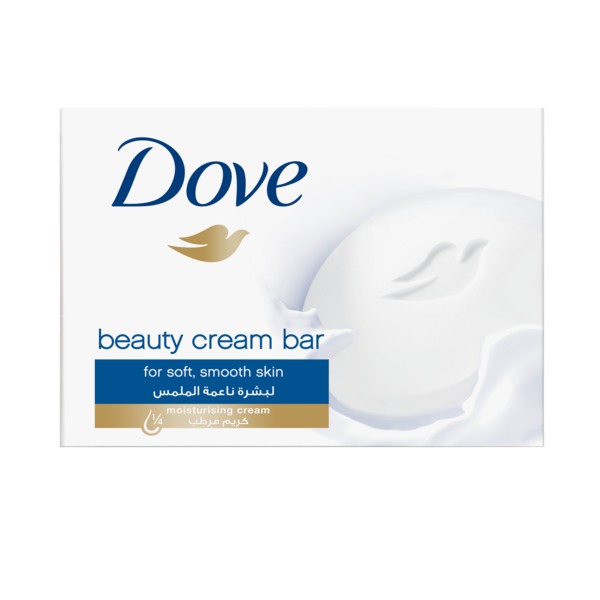 Dove
beauty cream bar
for soft, smooth skin
لبشرة ناعمة الملمس
¼ moisturising cream
كريم مرطب